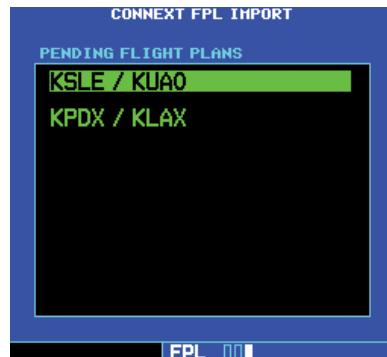 CONNEXT FPL IMPORT
PENDING FLIGHT PLANS
KSLE / KUAO
KPDX / KLAX
FPL